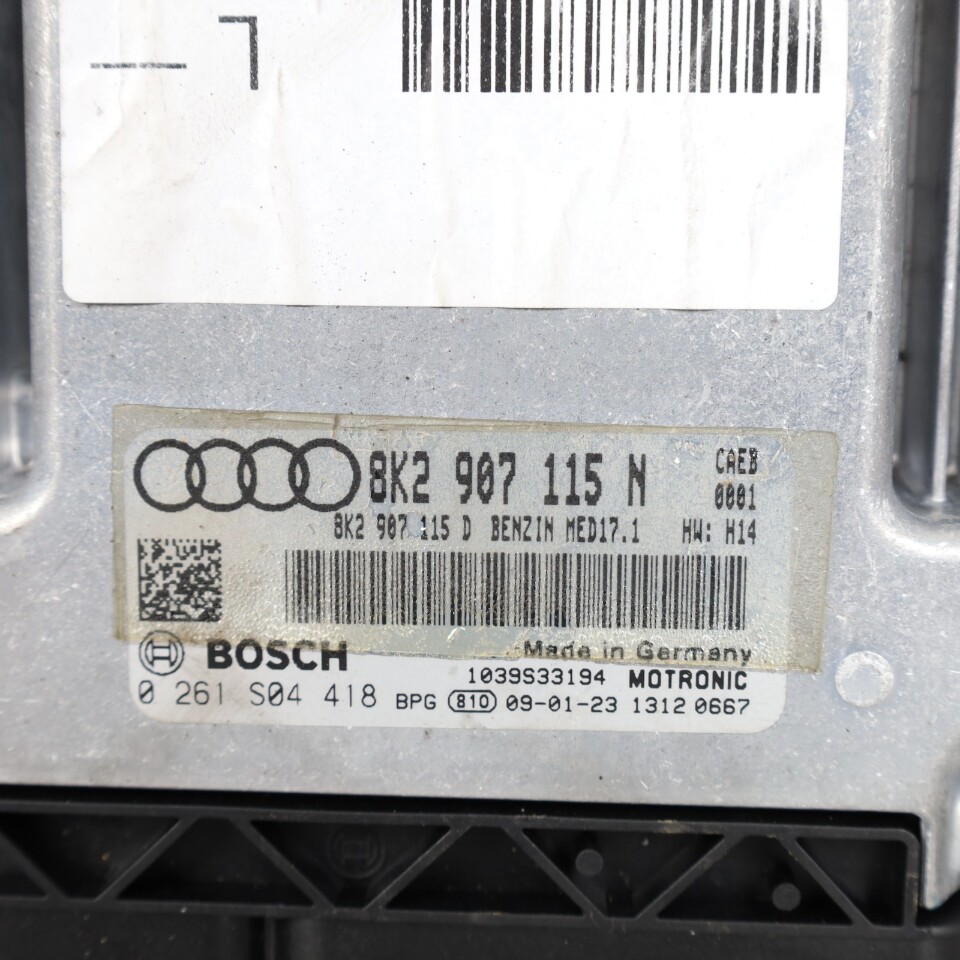 8K2 907 115 N CAEB
0001
8K2 907 115 D BENZIN MED17.1 HW: H14
Made in Germany
BOSCH
1039S33194 MOTRONIC
0 261 S04 418 BPG 810 09-01-23 1312 0667